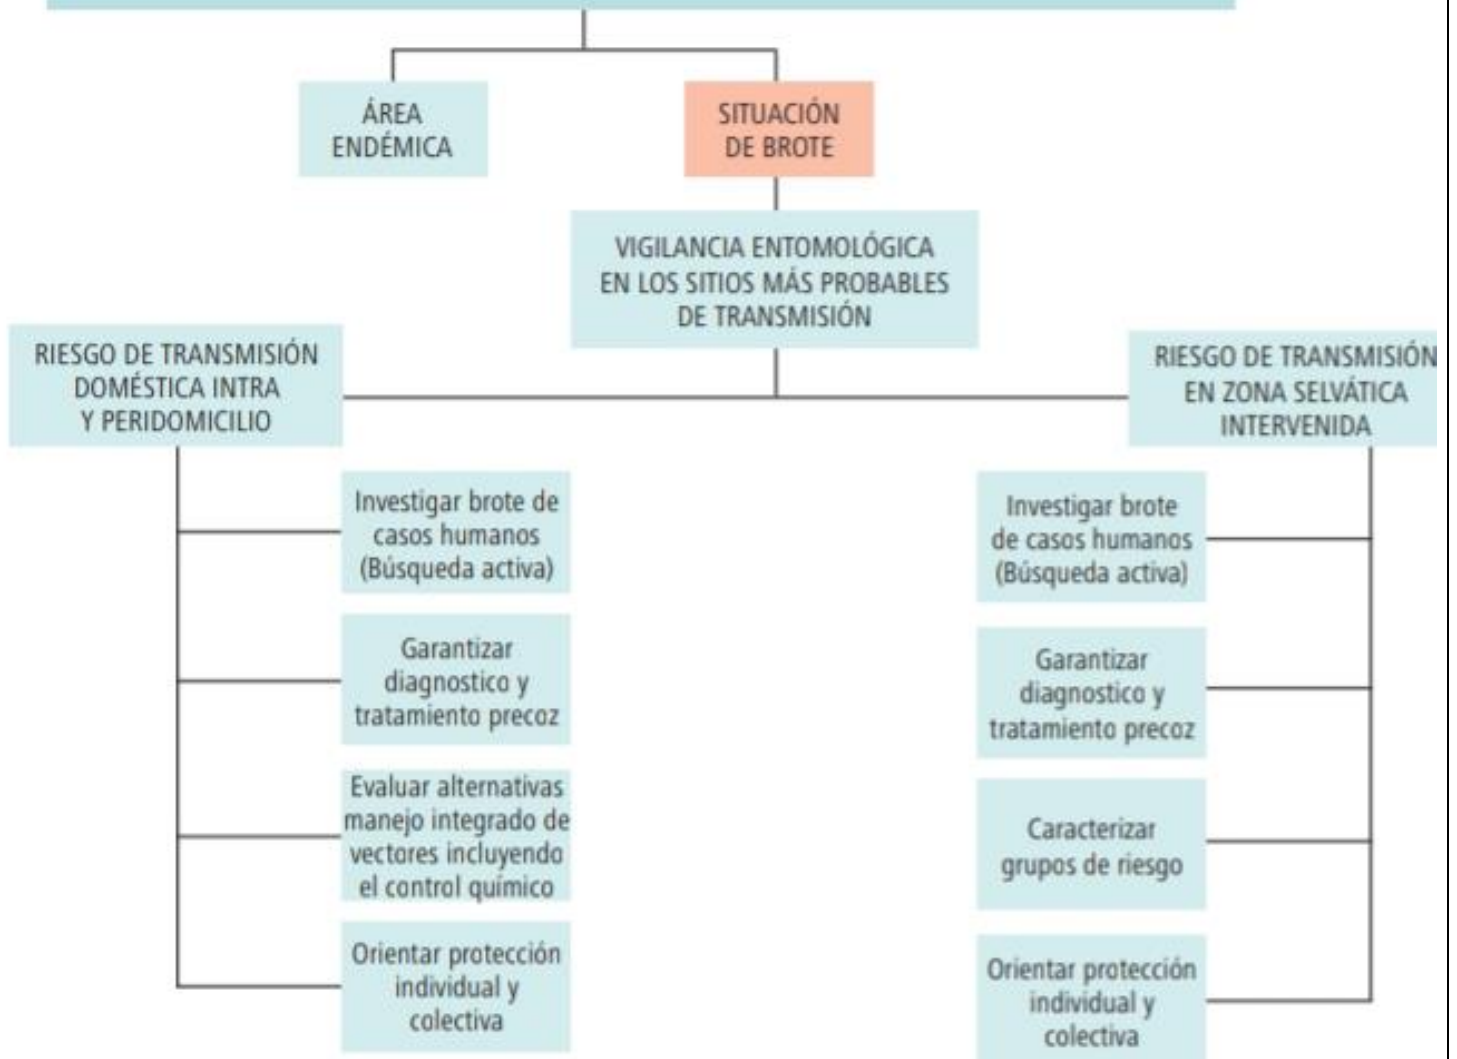 ÁREA
ENDÉMICA
SITUACIÓN
DE BROTE
VIGILANCIA ENTOMOLÓGICA
EN LOS SITIOS MÁS PROBABLES
DE TRANSMISIÓN
RIESGO DE TRANSMISIÓN
DOMÉSTICA INTRA
Y PERIDOMICILIO
Investigar brote de
casos humanos
(Búsqueda activa)
Garantizar
diagnostico y
tratamiento precoz
Evaluar alternativas
manejo integrado de
vectores incluyendo
el control químico
Orientar protección
individual y
colectiva
RIESGO DE TRANSMISIÓN
EN ZONA SELVÁTICA
INTERVENIDA
Investigar brote
de casos humanos
(Búsqueda activa)
Garantizar
diagnostico y
tratamiento precoz
Caracterizar
grupos de riesgo
Orientar protección
individual y
colectiva